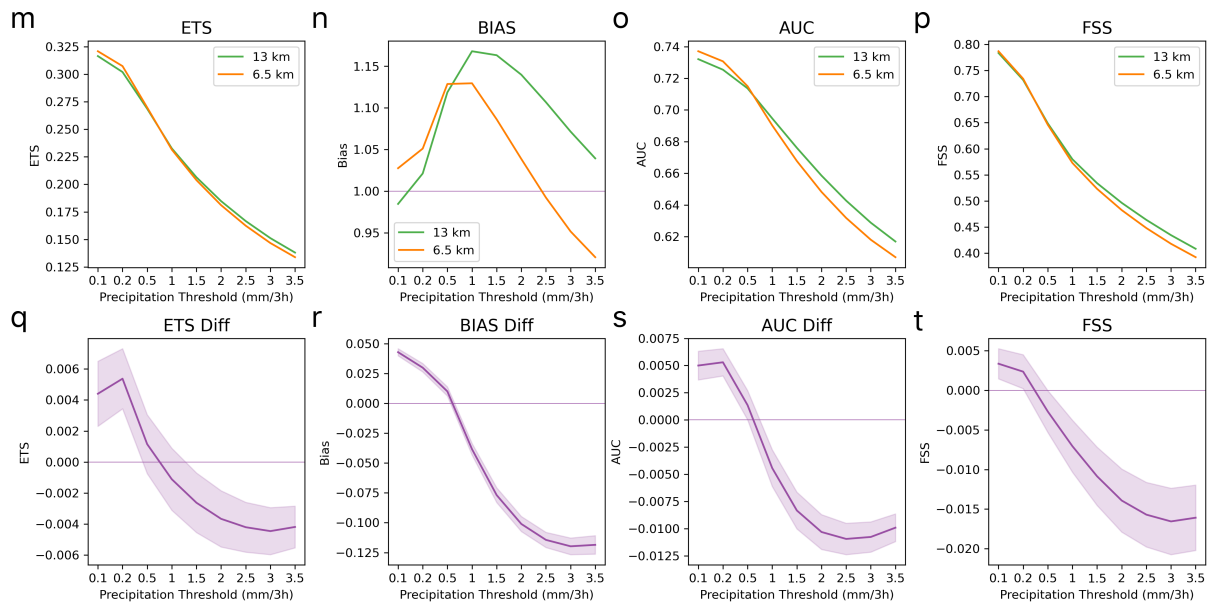 m
ETS
0.325
0.300
0.275
0.250
0.225
0.200
0.175
0.150
0.125
ETS
13 km
6.5 km
0.1 0.2 0.5 1 1.5 2 2.5 3 3.5
Precipitation Threshold (mm/3h)
n
BIAS
1.15
1.10
1.05
1.00
0.95
Bias
13 km
6.5 km
0.1 0.2 0.5 1 1.5 2 2.5 3 3.5
Precipitation Threshold (mm/3h)
o
AUC
0.74
0.72
0.70
0.68
0.66
0.64
0.62
AUC
13 km
6.5 km
0.1 0.2 0.5 1 1.5 2 2.5 3 3.5
Precipitation Threshold (mm/3h)
p
FSS
0.80
0.75
0.70
0.65
0.60
0.55
0.50
0.45
0.40
FSS
13 km
6.5 km
0.1 0.2 0.5 1 1.5 2 2.5 3 3.5
Precipitation Threshold (mm/3h)
q
ETS Diff
0.006
0.004
0.002
0.000
−0.002
−0.004
−0.006
ETS
0.1 0.2 0.5 1 1.5 2 2.5 3 3.5
Precipitation Threshold (mm/3h)
r
BIAS Diff
0.050
0.025
0.000
−0.025
−0.050
−0.075
−0.100
−0.125
Bias
0.1 0.2 0.5 1 1.5 2 2.5 3 3.5
Precipitation Threshold (mm/3h)
s
AUC Diff
0.0075
0.0050
0.0025
0.0000
−0.0025
−0.0050
−0.0075
−0.0100
−0.0125
AUC
0.1 0.2 0.5 1 1.5 2 2.5 3 3.5
Precipitation Threshold (mm/3h)
t
FSS
0.005
0.000
−0.005
−0.010
−0.015
−0.020
FSS
0.1 0.2 0.5 1 1.5 2 2.5 3 3.5
Precipitation Threshold (mm/3h)